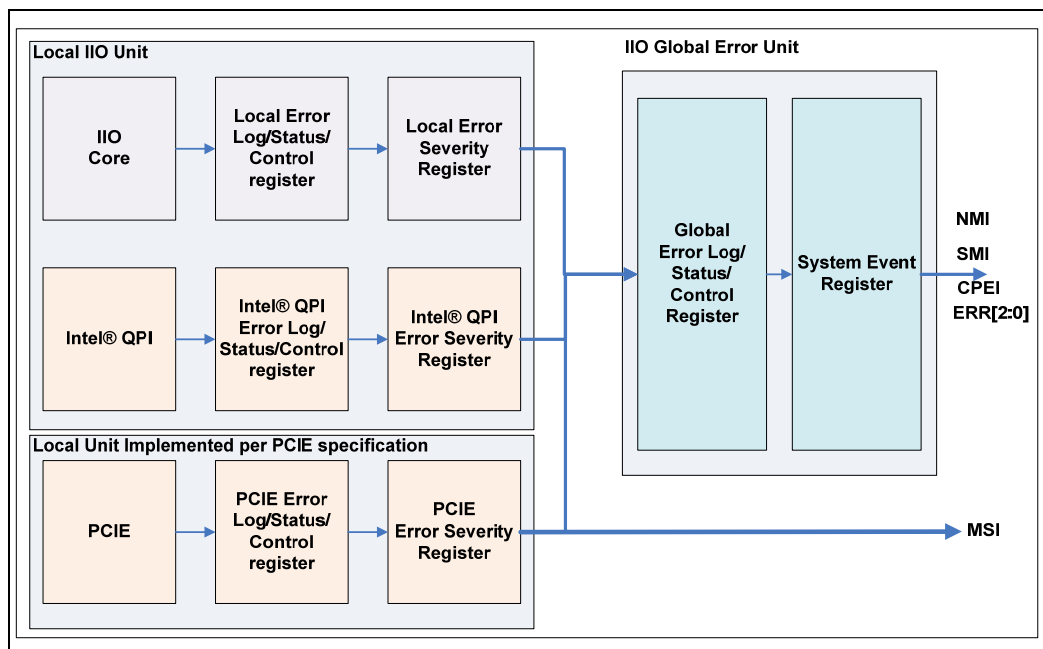 Local IIO Unit
IIO Global Error Unit
IIO
Core
Local Error
Log/Status/
Control
register
Local Error
Severity
Register
Intel® QPI
Intel® QPI
Error Log/
Status/Control
register
Intel® QPI
Error Severity
Register
Global
Error Log/
Status/
Control
Register
System Event
Register
NMI
SMI
CPEI
ERR[2:0]
Local Unit Implemented per PCIE specification
PCIE
PCIE Error
Log/Status/
Control
register
PCIE
Error Severity
Register
MSI